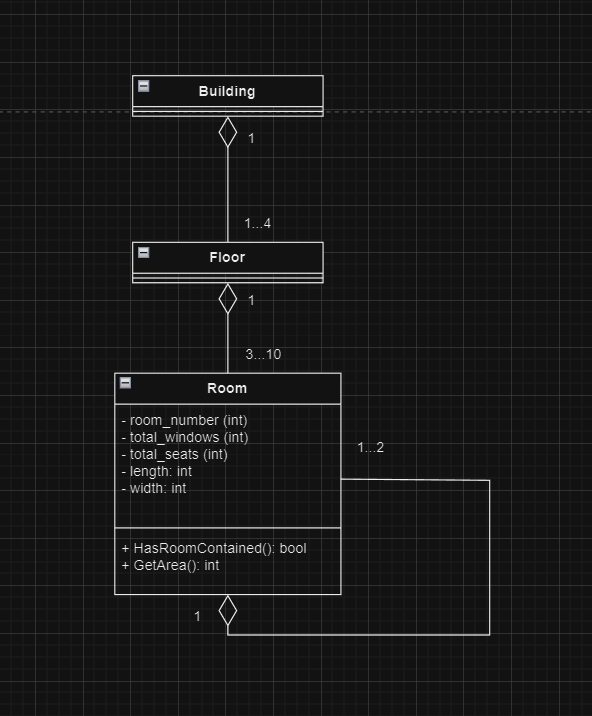 Building
1
1...4
Floor
1
3...10
Room
- room_number (int)
- total_windows (int)
- total_seats (int)
- length: int
- width: int
1...2
+ HasRoomContained(): bool
+ GetArea(): int
1